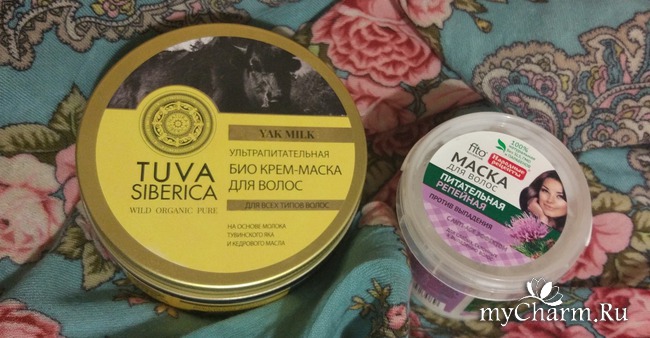 YAK MILK
УЛЬТРАПИТАТЕЛЬНАЯ
БИО КРЕМ-МАСКА
ДЛЯ ВОЛОС
ДЛЯ ВСЕХ ТИПОВ ВОЛОС
НА ОСНОВЕ МОЛОКА
ТУВИНСКОГО ЯКА
И КЕДРОВОГО МАСЛА
TUVA
SIBERICA
WILD ORGANIC PURE
100%
fito
Народные
рецепты
МАСКА
ДЛЯ ВОЛОС
ПИТАТЕЛЬНАЯ
РЕПЕЙНАЯ
ПРОТИВ ВЫПАДЕНИЯ
myCharm.Ru